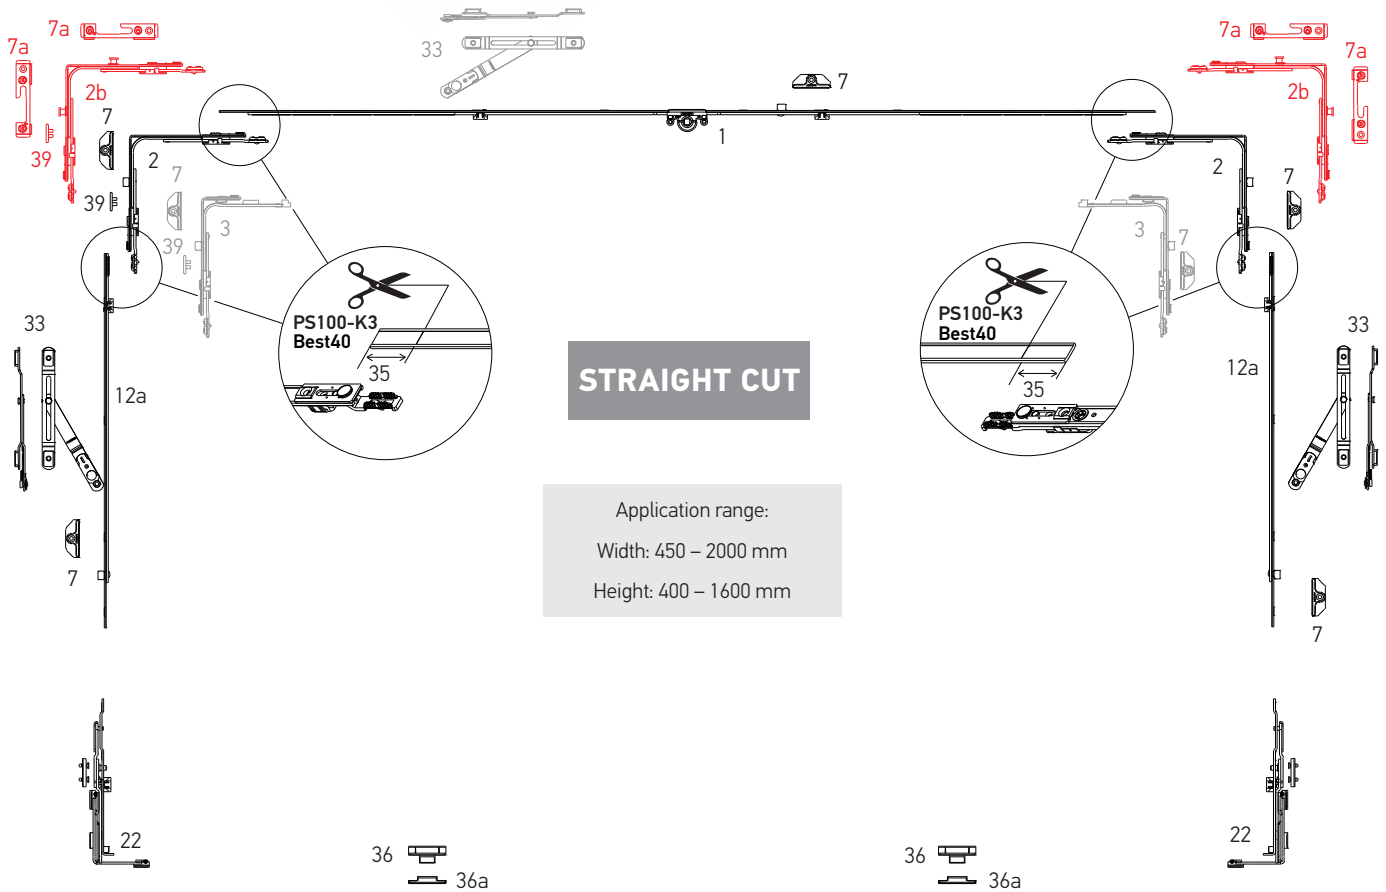 7a
7a
33
7a
7a
2b
7
2b
39
7
1
2
2
7
7
39
3
3
7
39
PS100-K3
Best40
35
PS100-K3
Best40
35
STRAIGHT CUT
33
12a
33
12a
Application range:
Width: 450 – 2000 mm
Height: 400 – 1600 mm
7
7
22
36
36a
36
36a
22